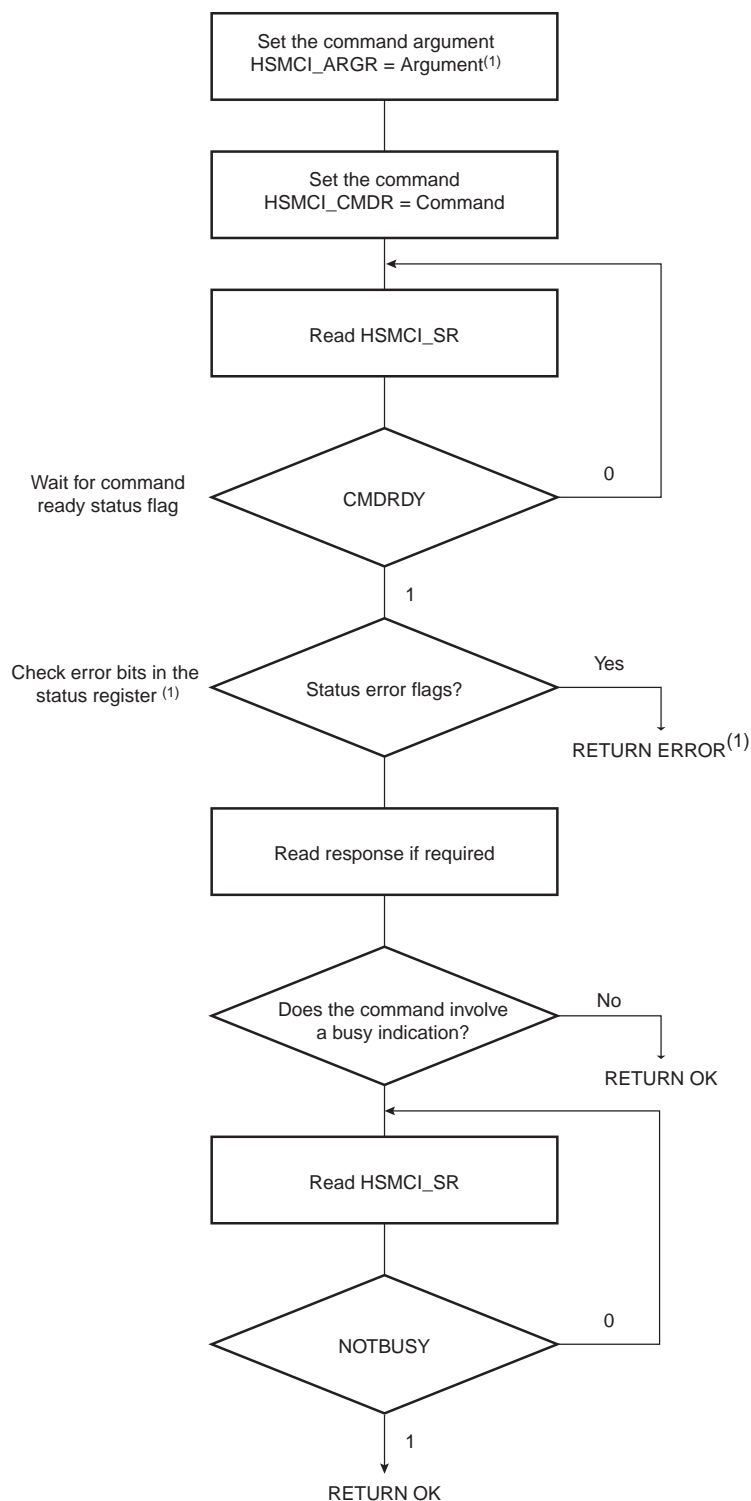 Set the command argument
HSMCI_ARGR = Argument(1)
Set the command
HSMCI_CMDR = Command
Read HSMCI_SR
Wait for command
ready status flag
CMDRDY
0
1
Check error bits in the
status register (1)
Status error flags?
Yes
RETURN ERROR(1)
Read response if required
Does the command involve
a busy indication?
No
RETURN OK
Read HSMCI_SR
NOTBUSY
0
1
RETURN OK